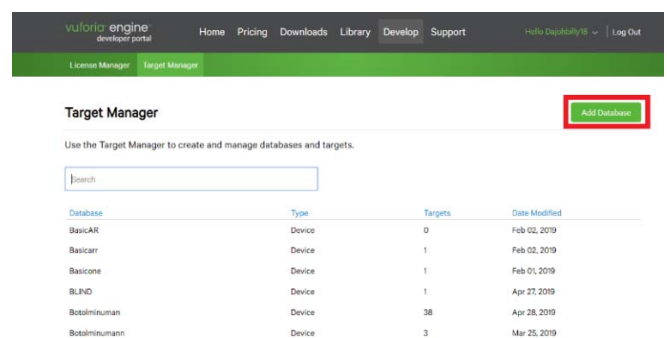 vuforia engine™ Home Pricing Downloads Library Develop Support Hello Dajohbilly18 Log Out
developer portal
License Manager Target Manager
Target Manager Add Database
Use the Target Manager to create and manage databases and targets.
Search
Database Type Targets Date Modified
BasicAR Device 0 Feb 02, 2019
Basicarr Device 1 Feb 02, 2019
Basicone Device 1 Feb 01, 2019
BLIND Device 1 Apr 27, 2019
Botolminuman Device 38 Apr 28, 2019
Botolminumann Device 3 Mar 25, 2019